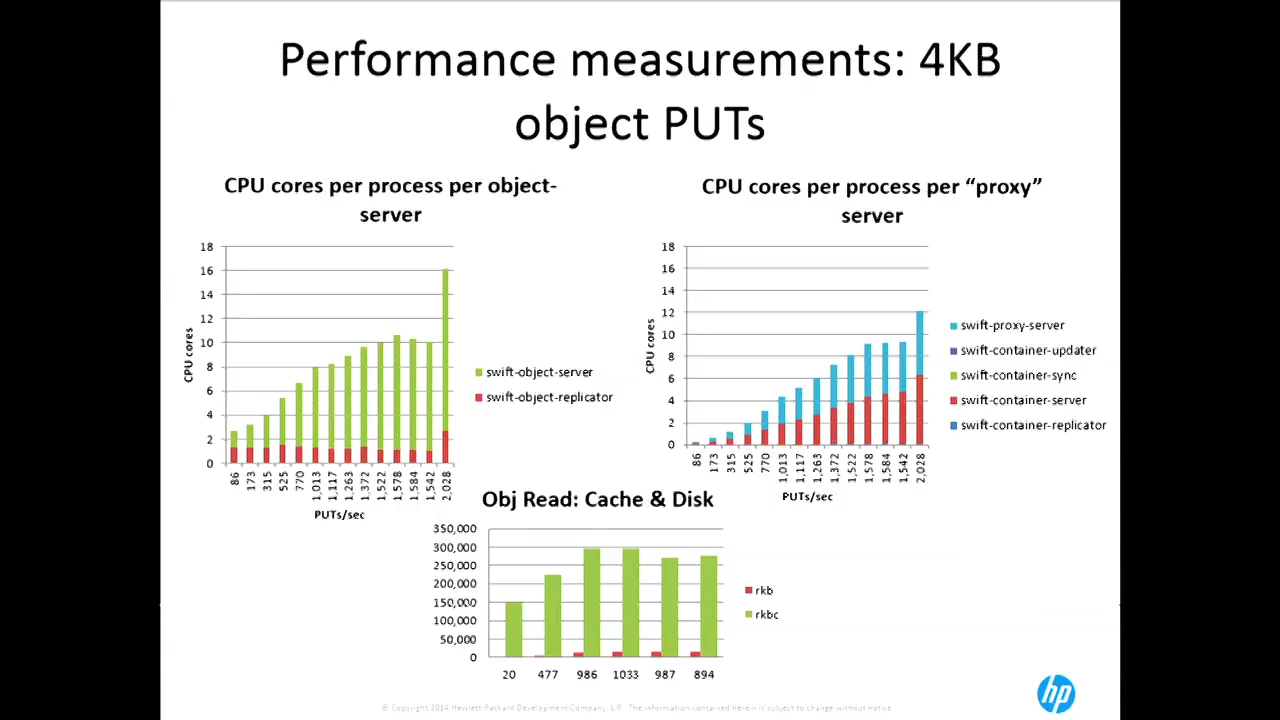 Performance measurements: 4KB
object PUTs
CPU cores per process per object-
server
18
16
14
12
10
8
6
4
2
0
CPU cores
86
173
315
525
770
1,013
1,117
1,263
1,372
1,522
1,578
1,584
1,542
2,028
PUTs/sec
swift-object-server
swift-object-replicator
CPU cores per process per “proxy”
server
18
16
14
12
10
8
6
4
2
0
CPU cores
86
173
315
525
770
1,013
1,117
1,263
1,372
1,522
1,578
1,584
1,542
2,028
PUTs/sec
swift-proxy-server
swift-container-updater
swift-container-sync
swift-container-server
swift-container-replicator
Obj Read: Cache & Disk
350,000
300,000
250,000
200,000
150,000
100,000
50,000
0
20 477 986 1033 987 894
rkb
rkbc
© Copyright 2014 Hewlett-Packard Development Company, L.P. The information contained herein is subject to change without notice.
hp